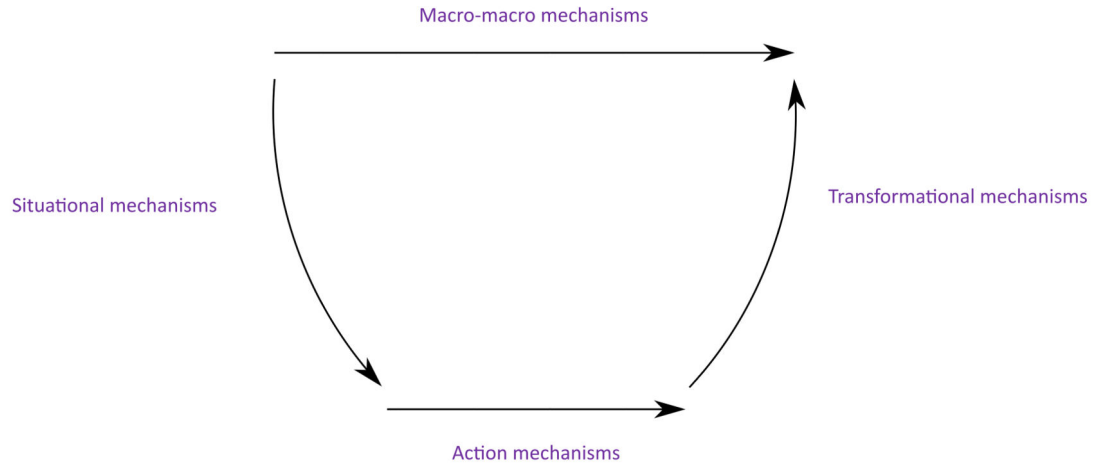 Macro-macro mechanisms
Situational mechanisms
Transformational mechanisms
Action mechanisms